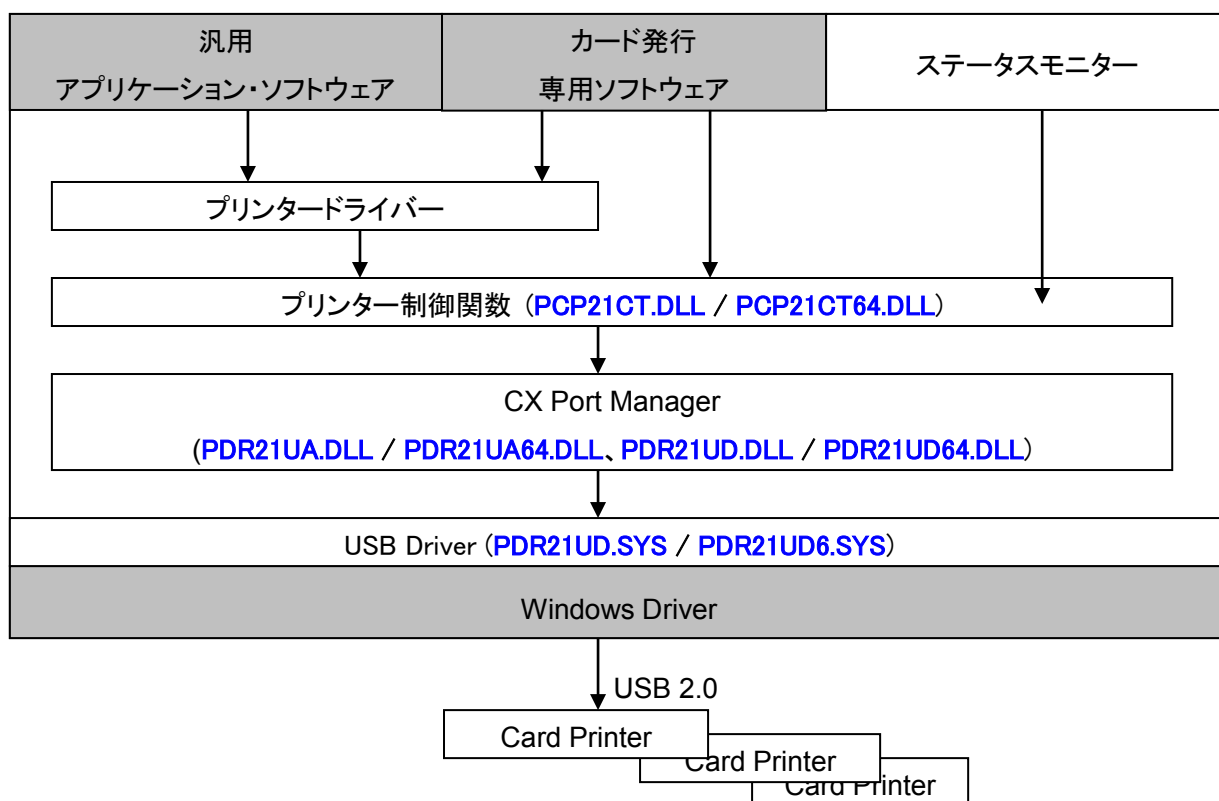 汎用
アプリケーション・ソフトウェア
カード発行
専用ソフトウェア
ステータスモニター
プリンタードライバー
プリンター制御関数 (PCP21CT.DLL / PCP21CT64.DLL)
CX Port Manager
(PDR21UA.DLL / PDR21UA64.DLL、PDR21UD.DLL / PDR21UD64.DLL)
USB Driver (PDR21UD.SYS / PDR21UD6.SYS)
Windows Driver
USB 2.0
Card Printer
Card Printer
Card Printer